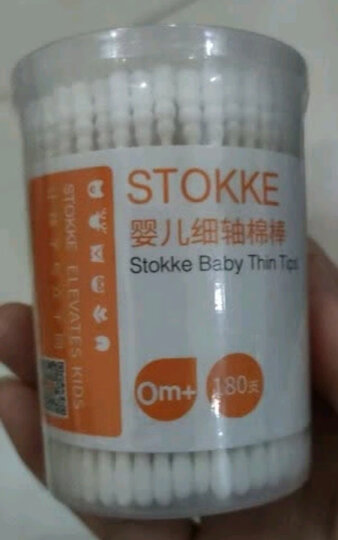 STOKKE
婴儿细轴棉棒
Stokke Baby Thin Tips
0m+
180支
STOKKE ELEVATES KIDS